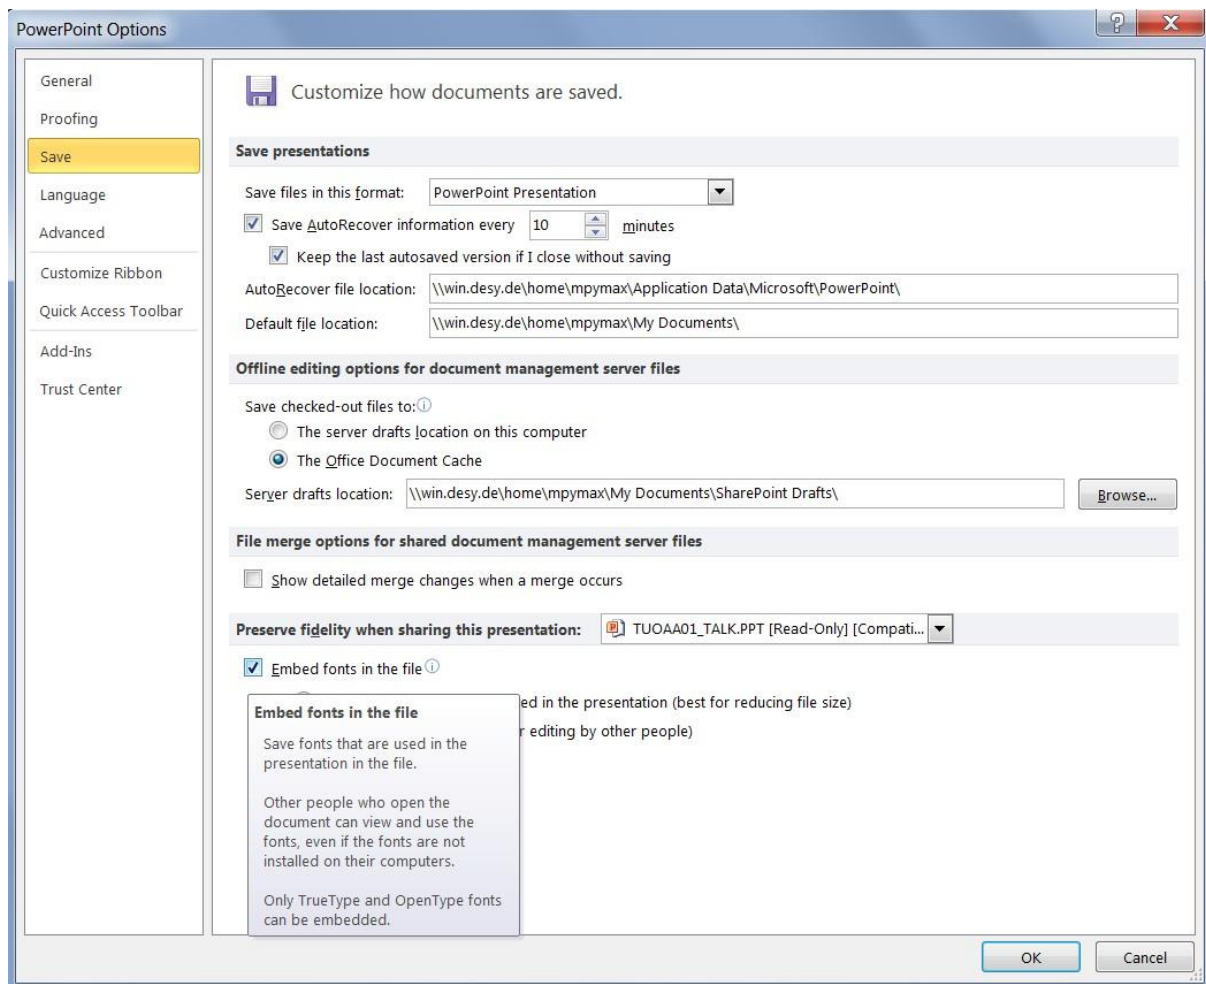 PowerPoint Options
General
Proofing
Save
Language
Advanced
Customize Ribbon
Quick Access Toolbar
Add-Ins
Trust Center
Customize how documents are saved.
Save presentations
Save files in this format: PowerPoint Presentation
Save AutoRecover information every 10 minutes
Keep the last autosaved version if I close without saving
AutoRecover file location: \\win.desy.de\home\mpymax\Application Data\Microsoft\PowerPoint\
Default file location: \\win.desy.de\home\mpymax\My Documents\
Offline editing options for document management server files
Save checked-out files to:
The server drafts location on this computer
The Office Document Cache
Server drafts location: \\win.desy.de\home\mpymax\My Documents\SharePoint Drafts\
Browse...
File merge options for shared document management server files
Show detailed merge changes when a merge occurs
Preserve fidelity when sharing this presentation: TUOAA01_TALK.PPT [Read-Only] [Compati...
Embed fonts in the file
ed in the presentation (best for reducing file size)
r editing by other people)
Embed fonts in the file
Save fonts that are used in the
presentation in the file.
Other people who open the
document can view and use the
fonts, even if the fonts are not
installed on their computers.
Only TrueType and OpenType fonts
can be embedded.
OK
Cancel